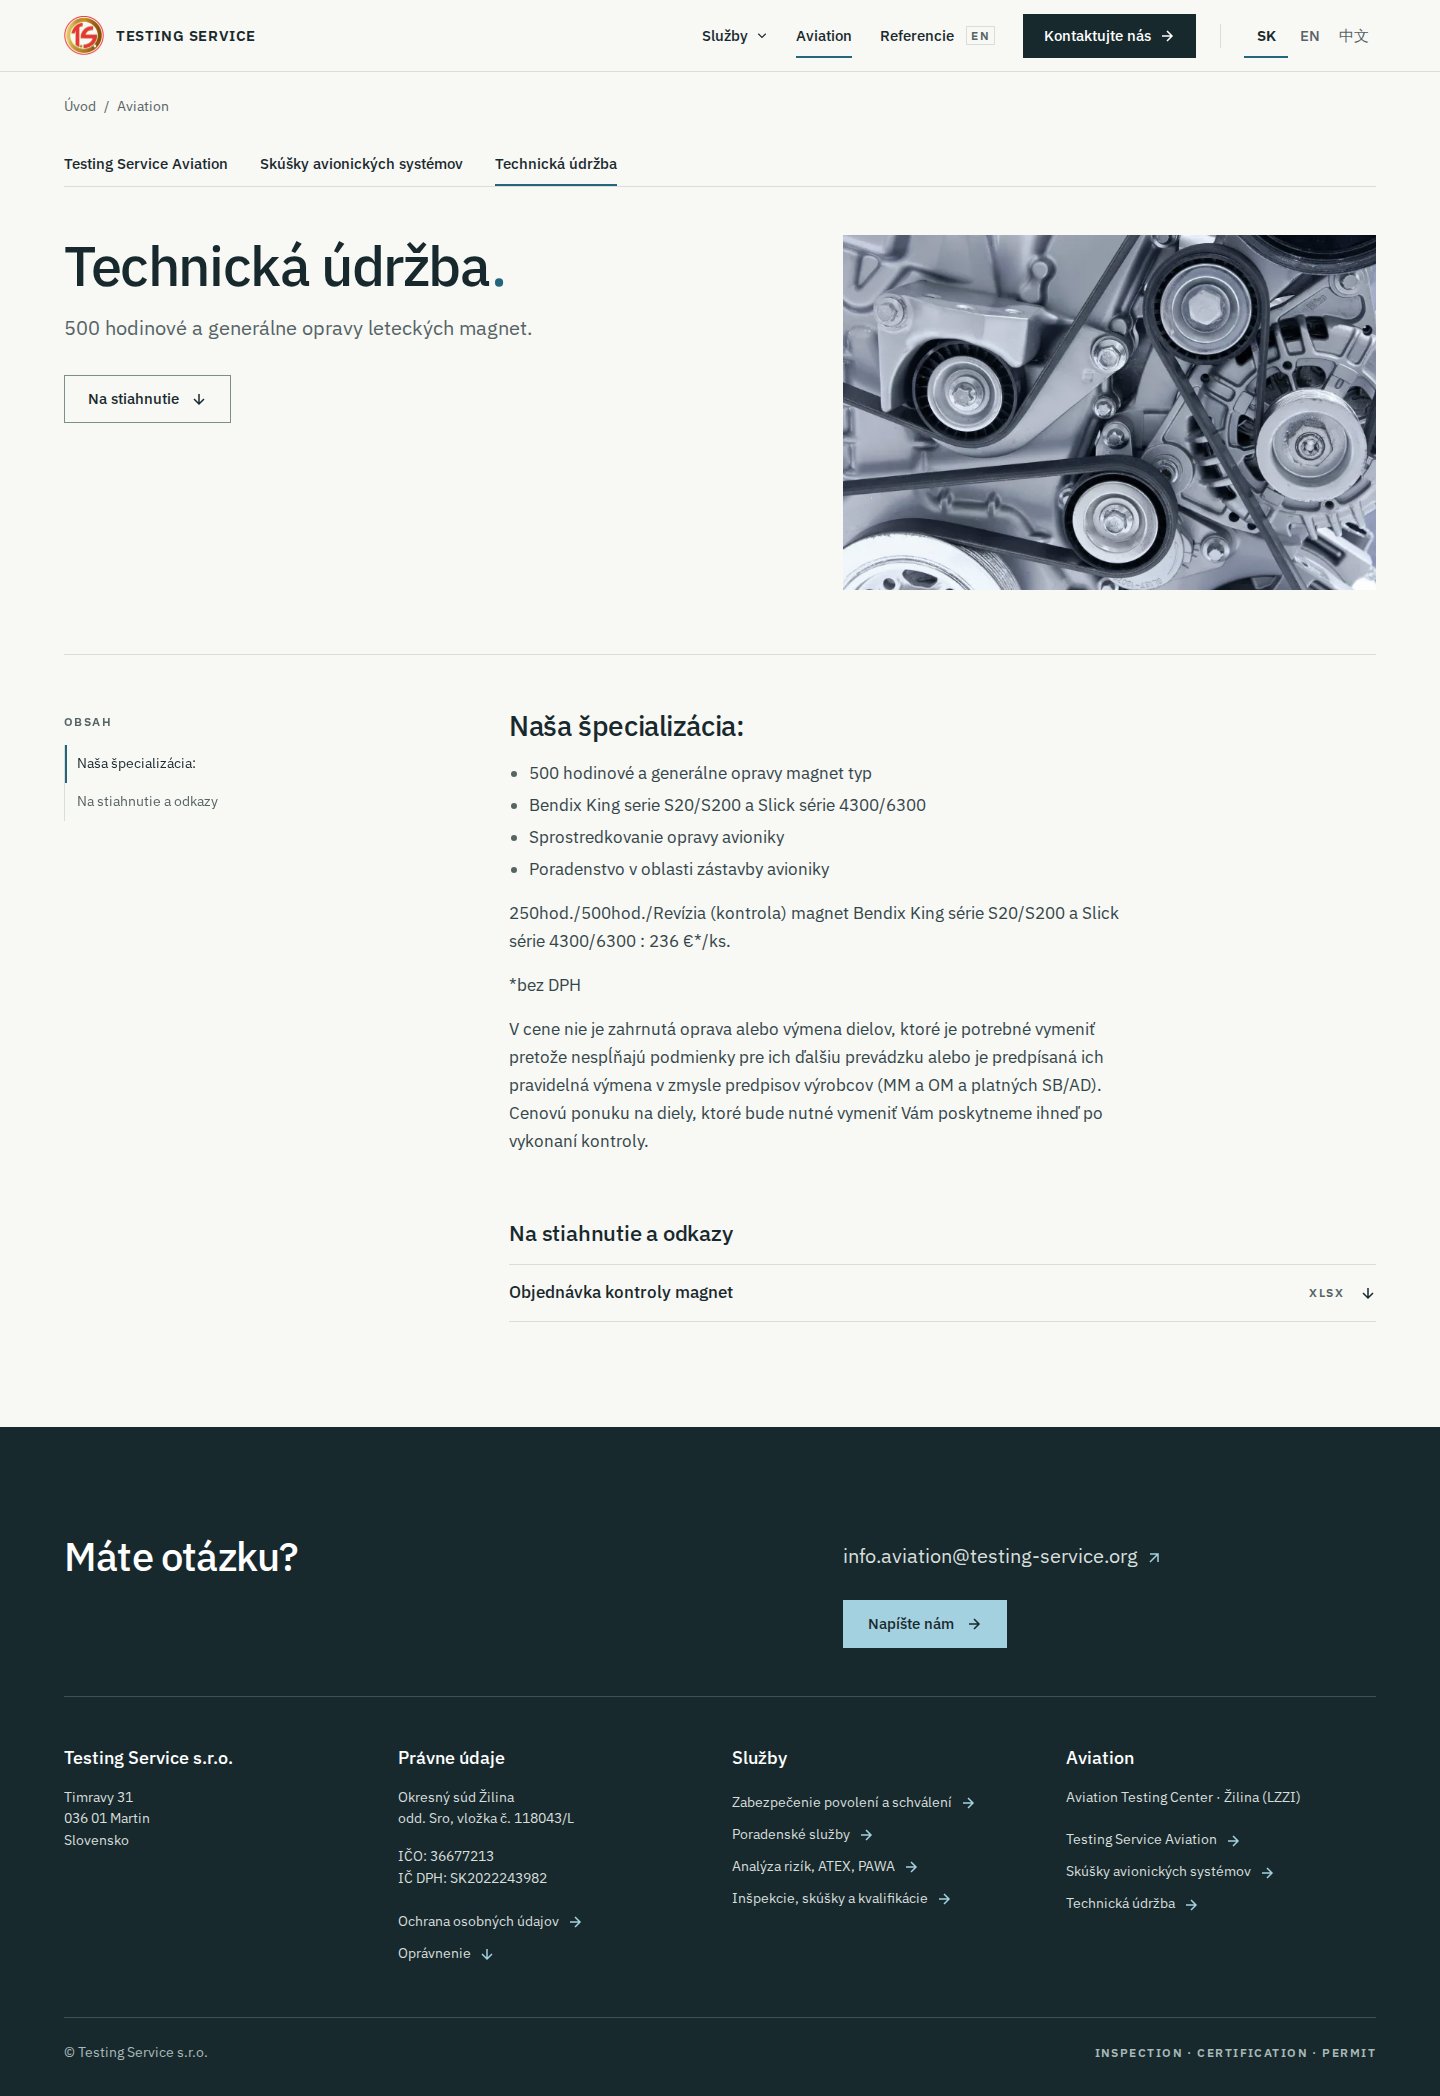 TESTING SERVICE
Služby
Aviation
Referencie EN
Kontaktujte nás
SK EN 中文
Úvod / Aviation
Testing Service Aviation
Skúšky avionických systémov
Technická údržba
Technická údržba.
500 hodinové a generálne opravy leteckých magnet.
Na stiahnutie
OBSAH
Naša špecializácia:
Na stiahnutie a odkazy
Naša špecializácia:
500 hodinové a generálne opravy magnet typ
Bendix King serie S20/S200 a Slick série 4300/6300
Sprostredkovanie opravy avioniky
Poradenstvo v oblasti zástavby avioniky
250hod./500hod./Revízia (kontrola) magnet Bendix King série S20/S200 a Slick
série 4300/6300 : 236 €*/ks.
*bez DPH
V cene nie je zahrnutá oprava alebo výmena dielov, ktoré je potrebné vymeniť
pretože nespĺňajú podmienky pre ich ďalšiu prevádzku alebo je predpísaná ich
pravidelná výmena v zmysle predpisov výrobcov (MM a OM a platných SB/AD).
Cenovú ponuku na diely, ktoré bude nutné vymeniť Vám poskytneme ihneď po
vykonaní kontroly.
Na stiahnutie a odkazy
Objednávka kontroly magnet
XLSX
Máte otázku?
info.aviation@testing-service.org
Napíšte nám
Testing Service s.r.o.
Timravy 31
036 01 Martin
Slovensko
Právne údaje
Okresný súd Žilina
odd. Sro, vložka č. 118043/L
IČO: 36677213
IČ DPH: SK2022243982
Ochrana osobných údajov
Oprávnenie
Služby
Zabezpečenie povolení a schválení
Poradenské služby
Analýza rizík, ATEX, PAWA
Inšpekcie, skúšky a kvalifikácie
Aviation
Aviation Testing Center · Žilina (LZZI)
Testing Service Aviation
Skúšky avionických systémov
Technická údržba
© Testing Service s.r.o.
INSPECTION · CERTIFICATION · PERMIT